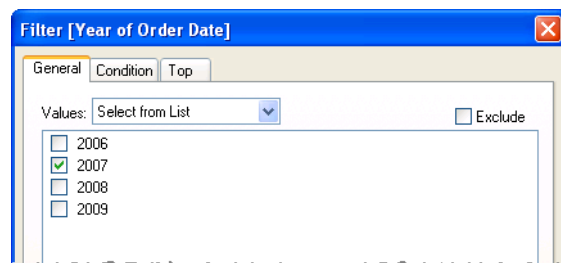 Filter [Year of Order Date]
General Condition Top
Values: Select from List Exclude
2006
2007
2008
2009